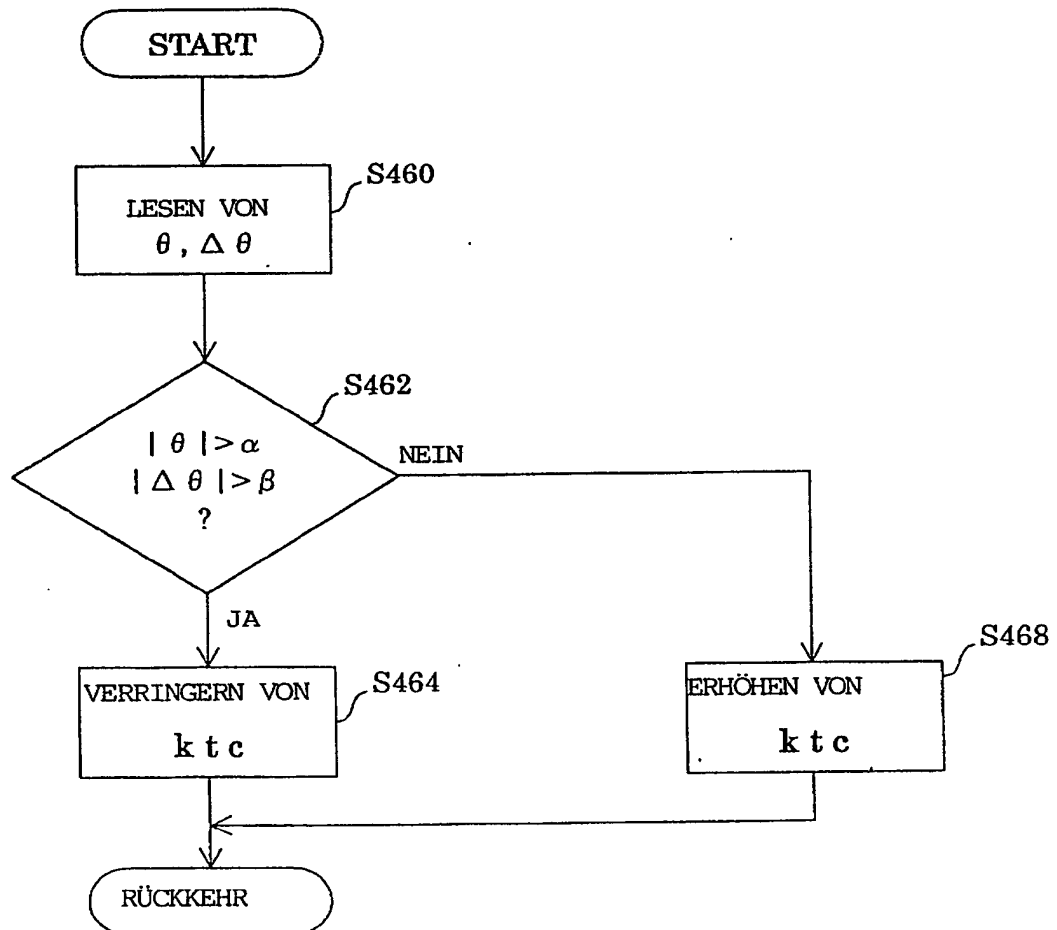 START
S460
LESEN VON
θ , Δ θ
S462
| θ | > α
| Δ θ | > β
?
NEIN
JA
S464
VERRINGERN VON
k t c
S468
ERHÖHEN VON
k t c
RÜCKKEHR